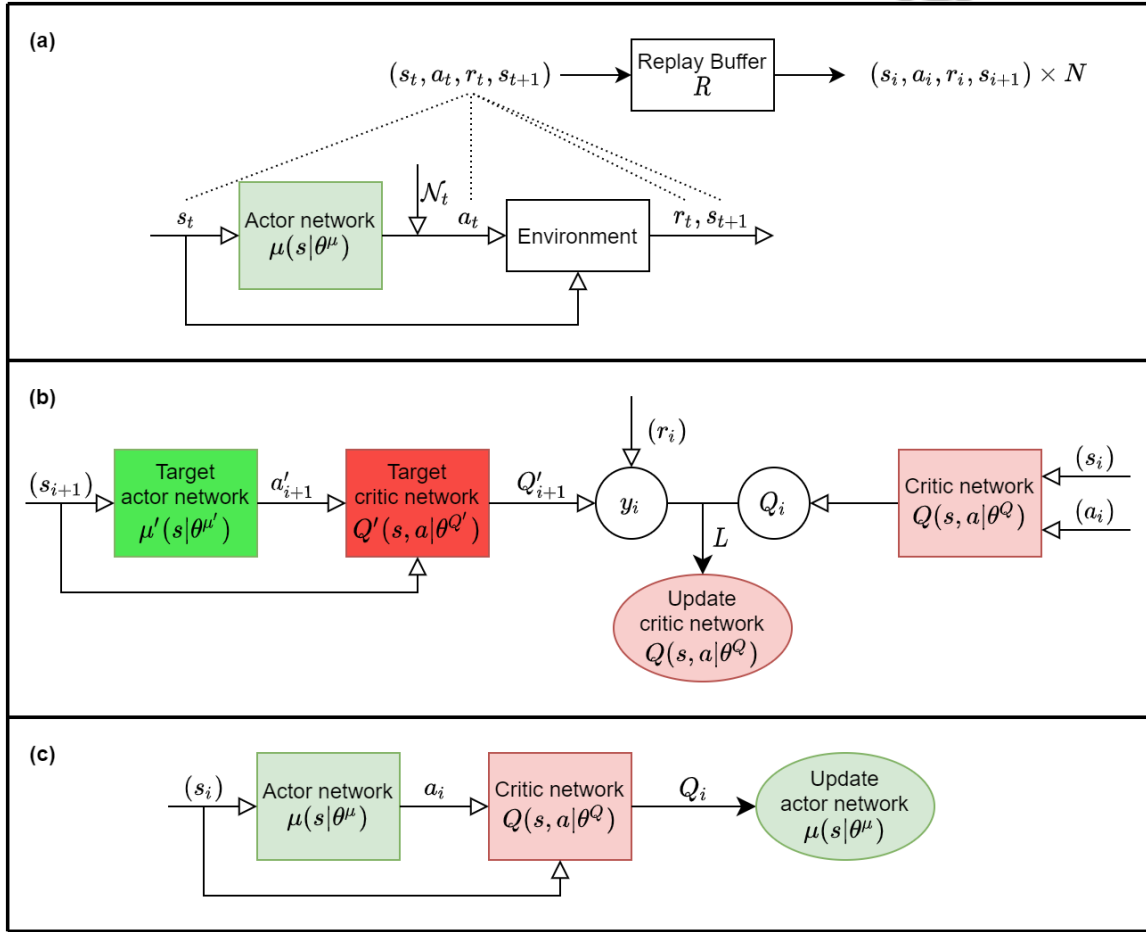 (a)
(s_t, a_t, r_t, s_{t+1})
Replay Buffer
R
(s_i, a_i, r_i, s_{i+1}) × N
𝒩_t
s_t
Actor network
μ(s|θ^μ)
a_t
Environment
r_t, s_{t+1}
(b)
(r_i)
(s_{i+1})
Target
actor network
μ′(s|θ^{μ′})
a′_{i+1}
Target
critic network
Q′(s, a|θ^{Q′})
Q′_{i+1}
y_i
Q_i
Critic network
Q(s, a|θ^Q)
(s_i)
(a_i)
L
Update
critic network
Q(s, a|θ^Q)
(c)
(s_i)
Actor network
μ(s|θ^μ)
a_i
Critic network
Q(s, a|θ^Q)
Q_i
Update
actor network
μ(s|θ^μ)